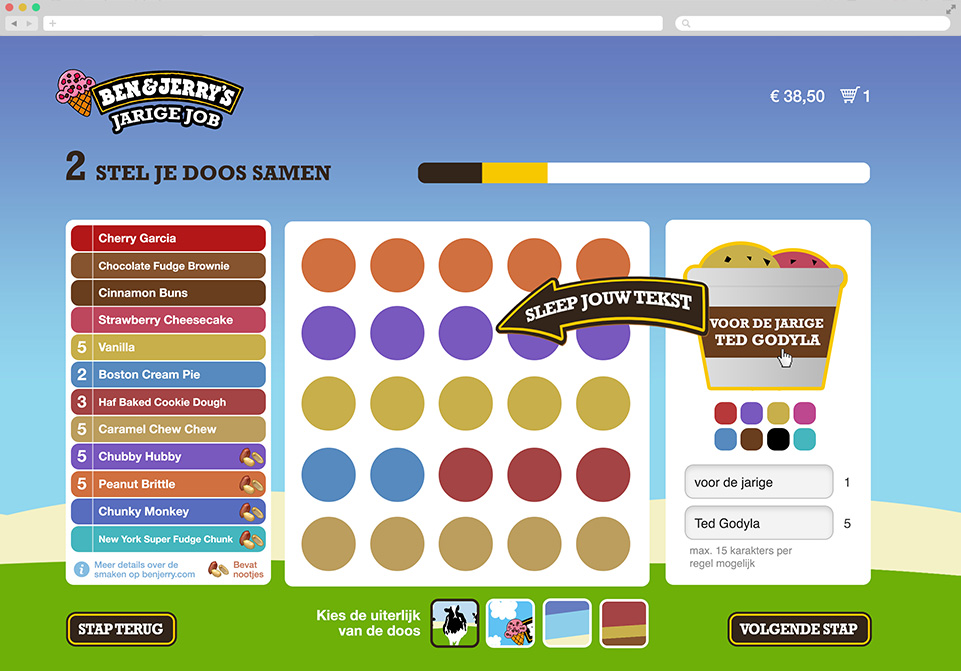 BEN & JERRY'S
JARIGE JOB
€ 38,50
1
2 STEL JE DOOS SAMEN
Cherry Garcia
Chocolate Fudge Brownie
Cinnamon Buns
Strawberry Cheesecake
5 Vanilla
2 Boston Cream Pie
3 Haf Baked Cookie Dough
5 Caramel Chew Chew
5 Chubby Hubby
5 Peanut Brittle
Chunky Monkey
New York Super Fudge Chunk
i Meer details over de
smaken op benjerry.com
Bevat
nootjes
SLEEP JOUW TEKST
VOOR DE JARIGE
TED GODYLA
voor de jarige 1
Ted Godyla 5
max. 15 karakters per
regel mogelijk
STAP TERUG
Kies de uiterlijk
van de doos
VOLGENDE STAP